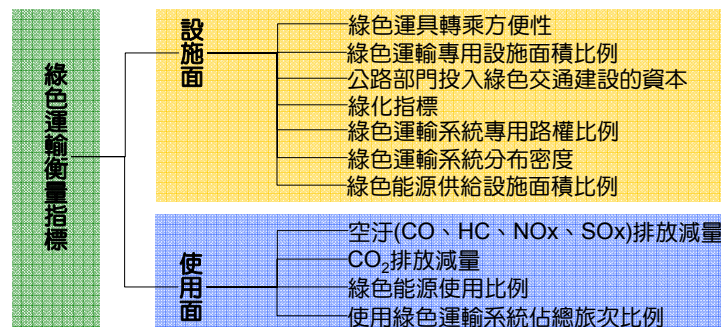 綠色運輸衡量指標
設施面
綠色運具轉乘方便性
綠色運輸專用設施面積比例
公路部門投入綠色交通建設的資本
綠化指標
綠色運輸系統專用路權比例
綠色運輸系統分布密度
綠色能源供給設施面積比例
使用面
空汙(CO、HC、NOx、SOx)排放減量
CO₂排放減量
綠色能源使用比例
使用綠色運輸系統佔總旅次比例